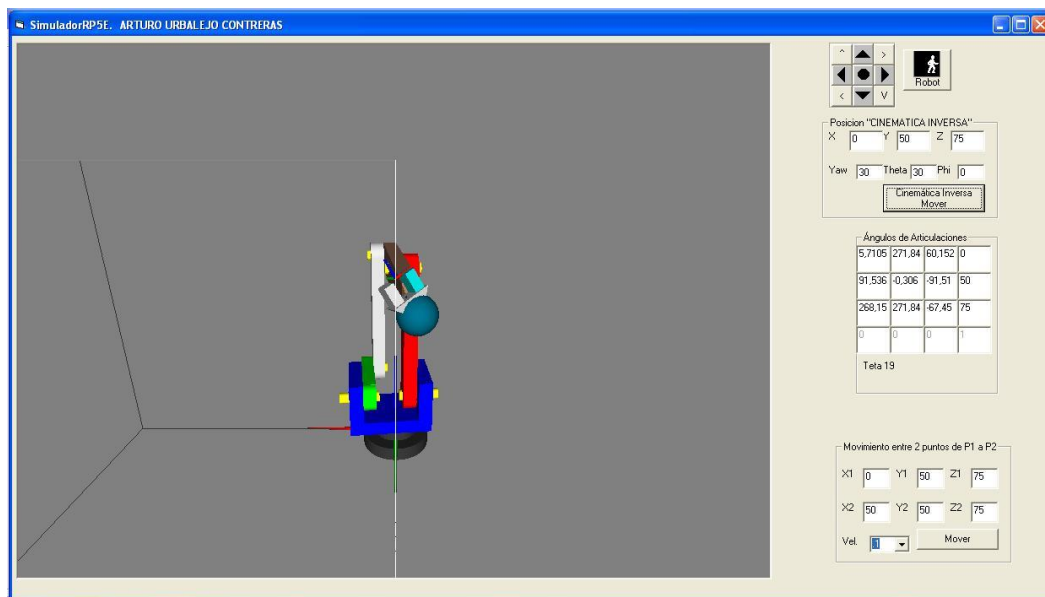 SimuladorRP5E. ARTURO URBALEJO CONTRERAS
^ >
< V
Robot
Posicion "CINEMATICA INVERSA"
X 0 Y 50 Z 75
Yaw 30 Theta 30 Phi 0
Cinemática Inversa
Mover
Ángulos de Articulaciones
5,7105 271,84 60,152 0
91,536 -0,306 -91,51 50
268,15 271,84 -67,45 75
0 0 0 1
Teta 19
Movimiento entre 2 puntos de P1 a P2
X1 0 Y1 50 Z1 75
X2 50 Y2 50 Z2 75
Vel. 1 Mover